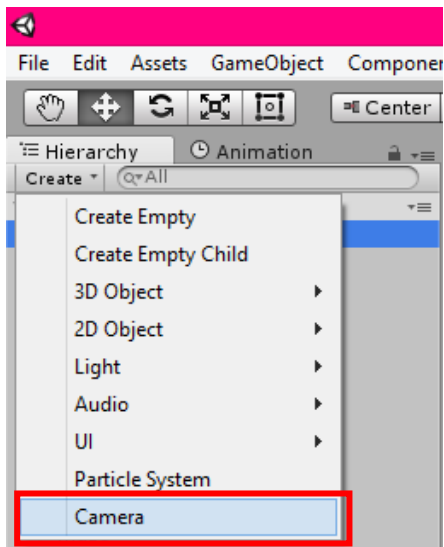 File Edit Assets GameObject Componer
Center
Hierarchy Animation
Create All
Create Empty
Create Empty Child
3D Object
2D Object
Light
Audio
UI
Particle System
Camera